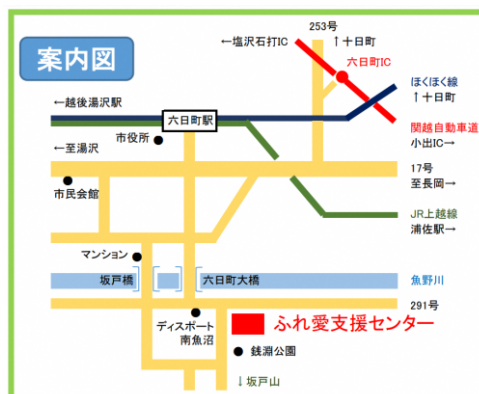 案内図
253号
↑十日町
←塩沢石打IC
六日町IC
ほくほく線
↑十日町
←越後湯沢駅
六日町駅
関越自動車道
小出IC→
市役所
←至湯沢
17号
至長岡→
市民会館
JR上越線
浦佐駅→
マンション
坂戸橋
六日町大橋
魚野川
291号
ディスポート
南魚沼
ふれ愛支援センター
銭淵公園
↓坂戸山